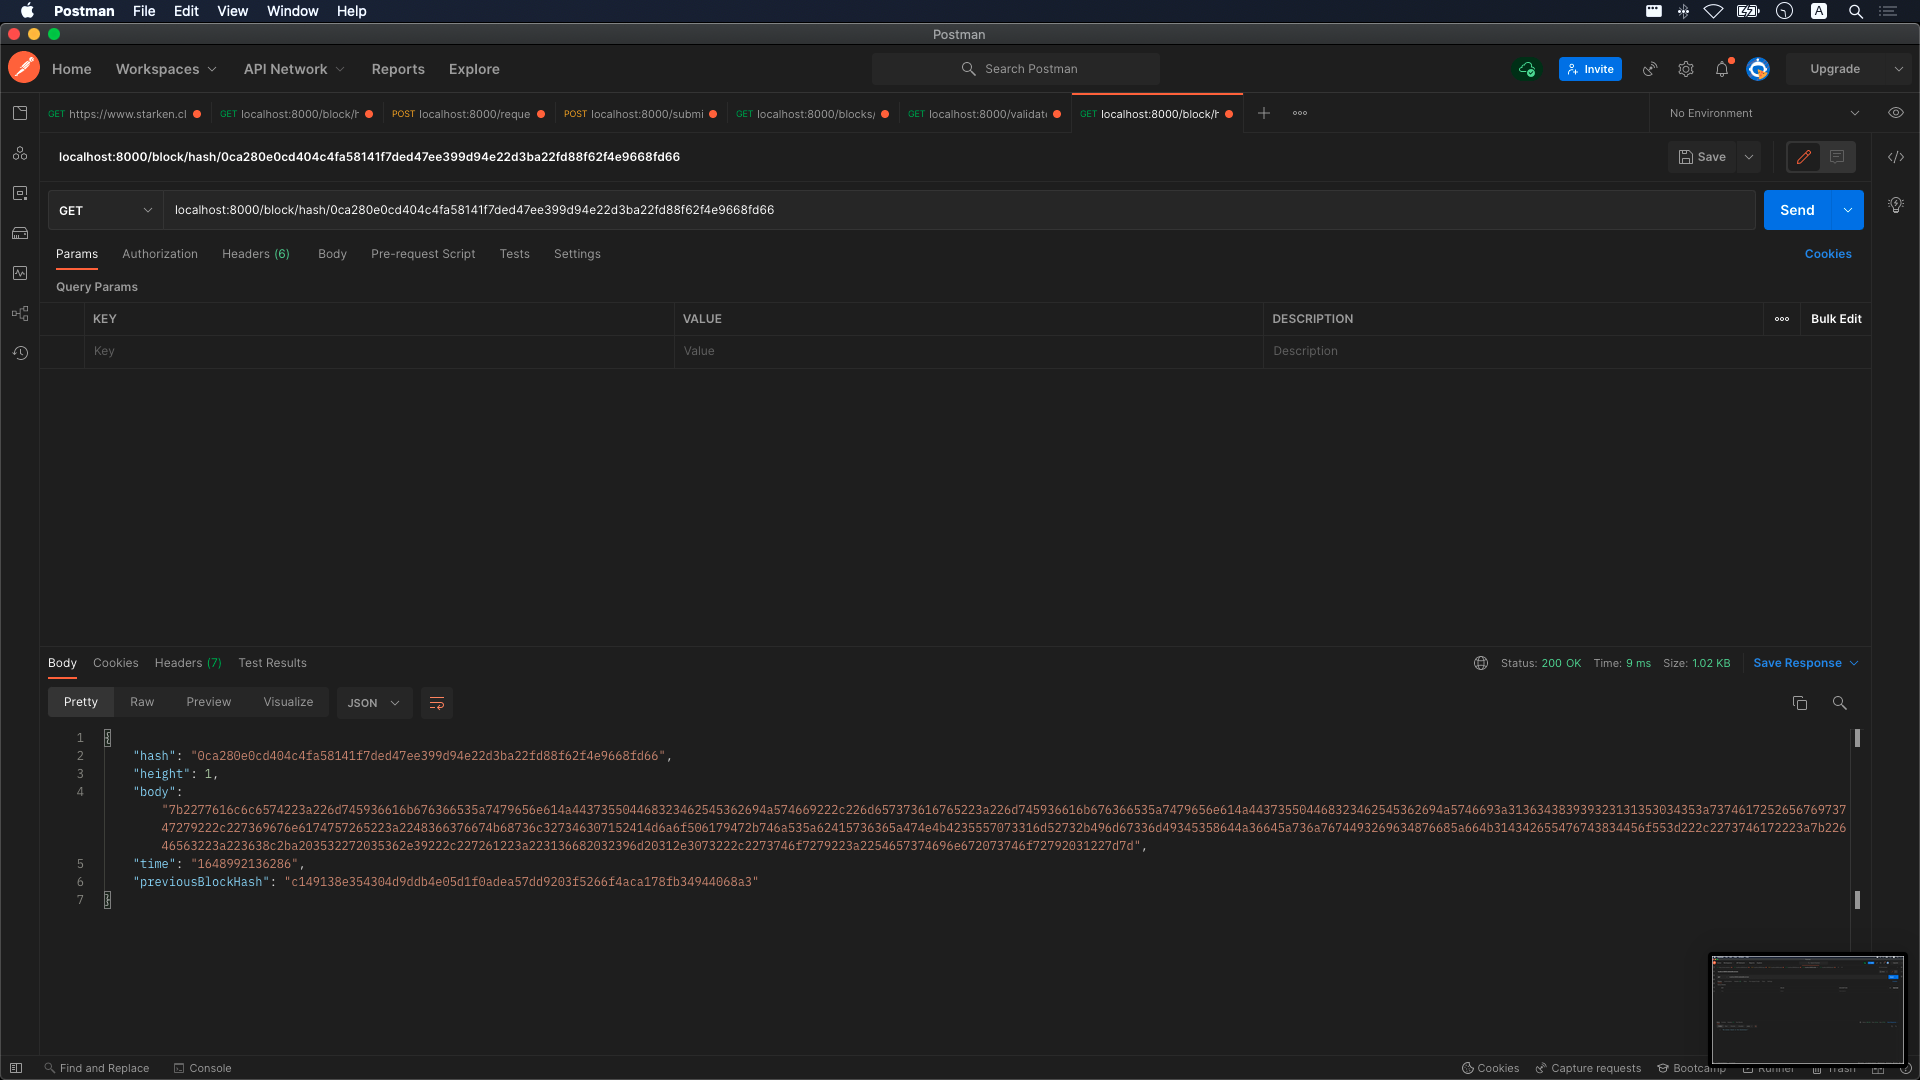 Postman File Edit View Window Help
A
Postman
Home Workspaces API Network Reports Explore Search Postman Invite Upgrade
GET https://www.starken.cl GET localhost:8000/block/h POST localhost:8000/reque POST localhost:8000/submi GET localhost:8000/blocks/ GET localhost:8000/validat GET localhost:8000/block/h No Environment
localhost:8000/block/hash/0ca280e0cd404c4fa58141f7ded47ee399d94e22d3ba22fd88f62f4e9668fd66 Save
GET localhost:8000/block/hash/0ca280e0cd404c4fa58141f7ded47ee399d94e22d3ba22fd88f62f4e9668fd66 Send
Params Authorization Headers (6) Body Pre-request Script Tests Settings Cookies
Query Params
KEY VALUE DESCRIPTION Bulk Edit
Key Value Description
Body Cookies Headers (7) Test Results Status: 200 OK Time: 9 ms Size: 1.02 KB Save Response
Pretty Raw Preview Visualize JSON
1 {
2 "hash": "0ca280e0cd404c4fa58141f7ded47ee399d94e22d3ba22fd88f62f4e9668fd66",
3 "height": 1,
4 "body":
5 "time": "1648992136286",
6 "previousBlockHash": "c149138e354304d9ddb4e05d1f0adea57dd9203f5266f4aca178fb34944068a3"
7 }
Find and Replace Console Cookies Capture requests Bootcamp Runner Trash